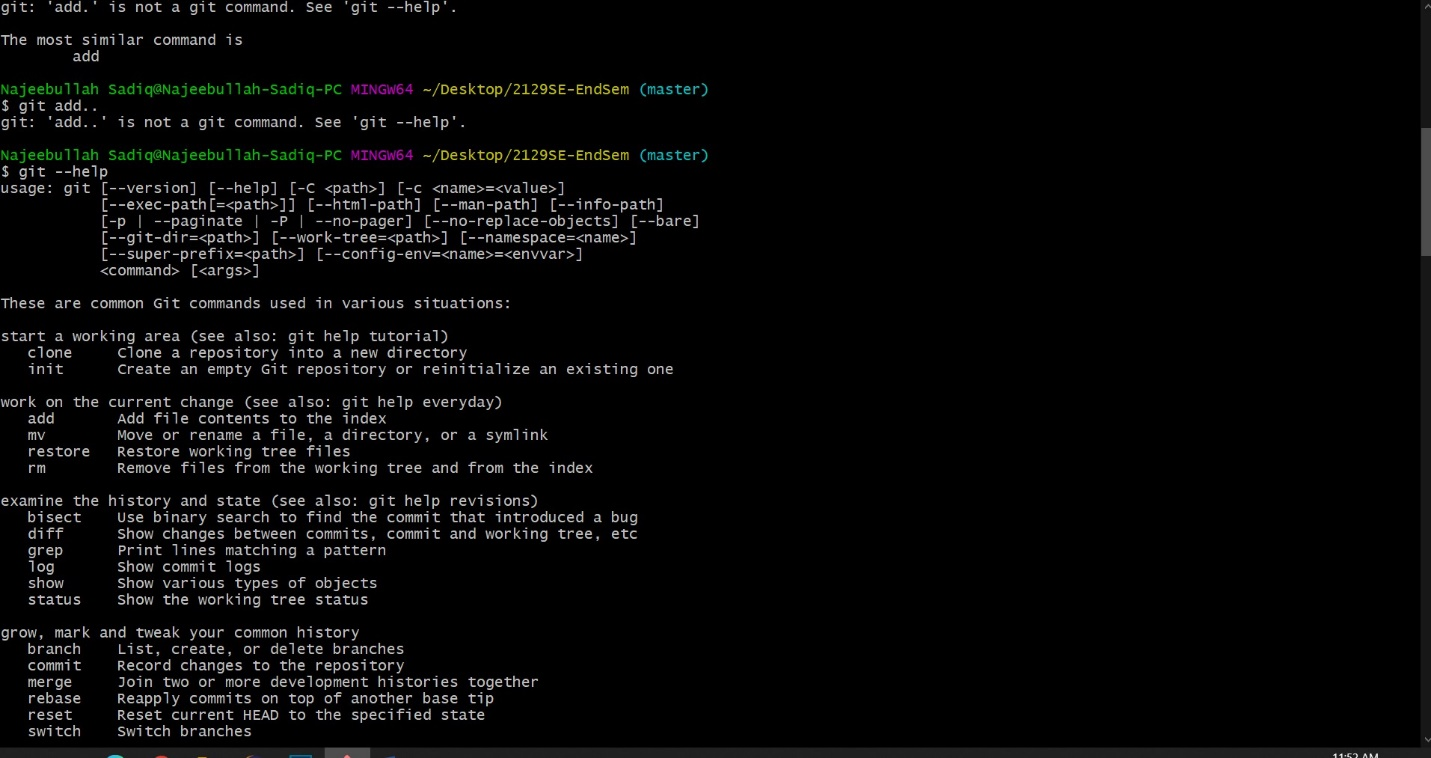 git: 'add.' is not a git command. See 'git --help'.
The most similar command is
add
Najeebullah Sadiq@Najeebullah-Sadiq-PC MINGW64 ~/Desktop/2129SE-EndSem (master)
$ git add..
git: 'add..' is not a git command. See 'git --help'.
Najeebullah Sadiq@Najeebullah-Sadiq-PC MINGW64 ~/Desktop/2129SE-EndSem (master)
$ git --help
usage: git [--version] [--help] [-C <path>] [-c <name>=<value>]
[--exec-path[=<path>]] [--html-path] [--man-path] [--info-path]
[-p | --paginate | -P | --no-pager] [--no-replace-objects] [--bare]
[--git-dir=<path>] [--work-tree=<path>] [--namespace=<name>]
[--super-prefix=<path>] [--config-env=<name>=<envvar>]
<command> [<args>]
These are common Git commands used in various situations:
start a working area (see also: git help tutorial)
clone Clone a repository into a new directory
init Create an empty Git repository or reinitialize an existing one
work on the current change (see also: git help everyday)
add Add file contents to the index
mv Move or rename a file, a directory, or a symlink
restore Restore working tree files
rm Remove files from the working tree and from the index
examine the history and state (see also: git help revisions)
bisect Use binary search to find the commit that introduced a bug
diff Show changes between commits, commit and working tree, etc
grep Print lines matching a pattern
log Show commit logs
show Show various types of objects
status Show the working tree status
grow, mark and tweak your common history
branch List, create, or delete branches
commit Record changes to the repository
merge Join two or more development histories together
rebase Reapply commits on top of another base tip
reset Reset current HEAD to the specified state
switch Switch branches
11:52 AM